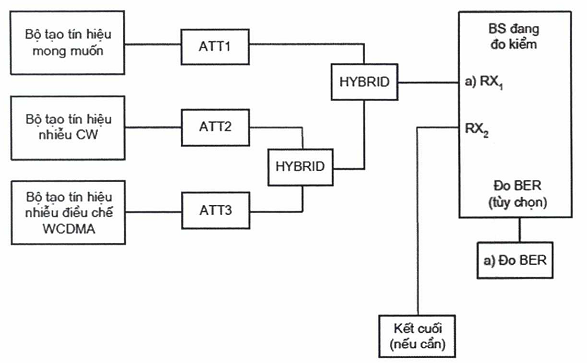 Bộ tạo tín hiệu
mong muốn
ATT1
BS đang
đo kiểm
HYBRID
a) RX1
Bộ tạo tín hiệu
nhiễu CW
ATT2
RX2
HYBRID
Bộ tạo tín hiệu
nhiễu điều chế
WCDMA
ATT3
Đo BER
(tùy chọn)
a) Đo BER
Kết cuối
(nếu cần)